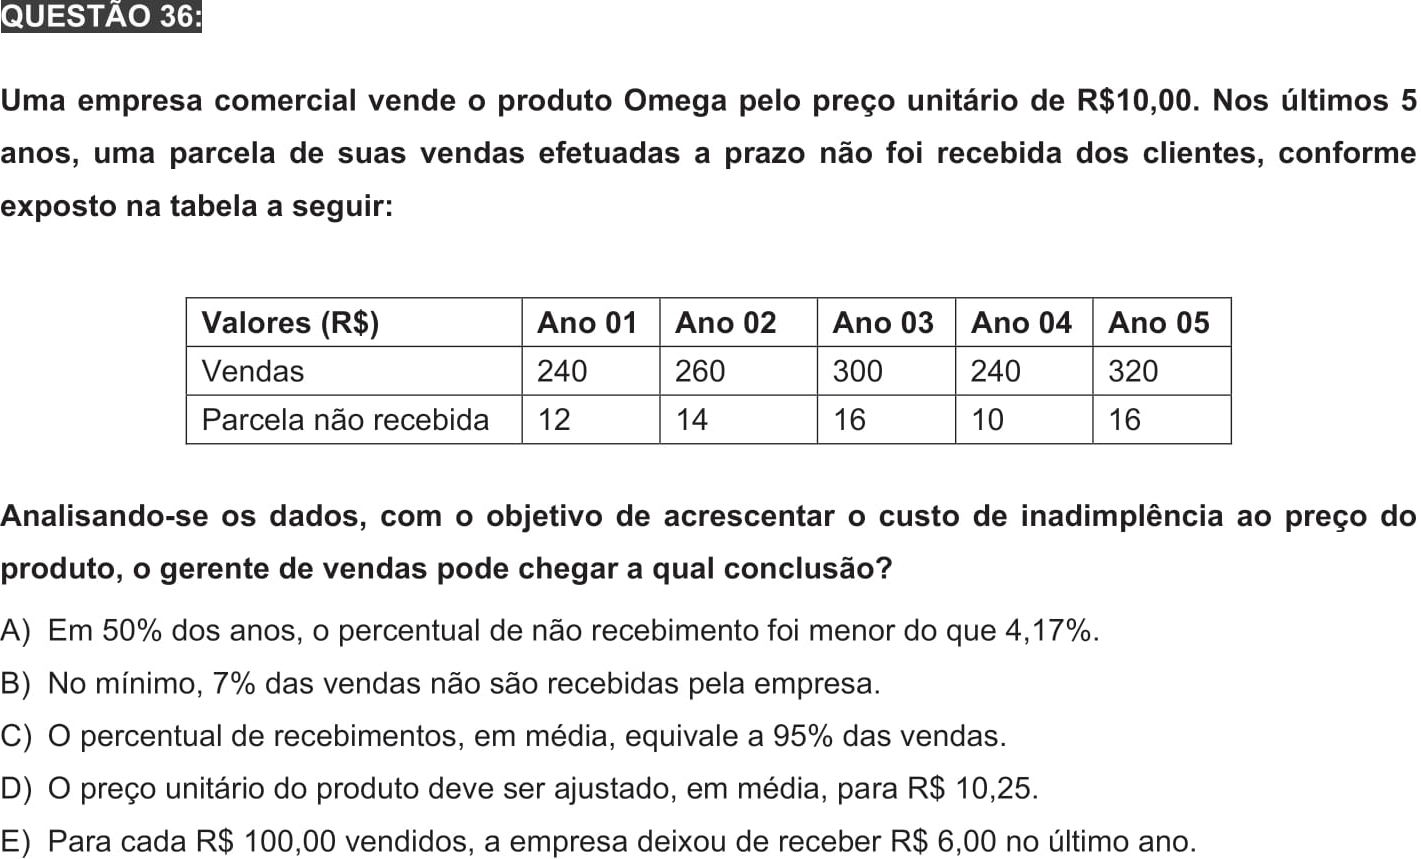 QUESTÃO 36:
Uma empresa comercial vende o produto Omega pelo preço unitário de R$10,00. Nos últimos 5
anos, uma parcela de suas vendas efetuadas a prazo não foi recebida dos clientes, conforme
exposto na tabela a seguir:
Valores (R$) Ano 01 Ano 02 Ano 03 Ano 04 Ano 05
Vendas 240 260 300 240 320
Parcela não recebida 12 14 16 10 16
Analisando-se os dados, com o objetivo de acrescentar o custo de inadimplência ao preço do
produto, o gerente de vendas pode chegar a qual conclusão?
A) Em 50% dos anos, o percentual de não recebimento foi menor do que 4,17%.
B) No mínimo, 7% das vendas não são recebidas pela empresa.
C) O percentual de recebimentos, em média, equivale a 95% das vendas.
D) O preço unitário do produto deve ser ajustado, em média, para R$ 10,25.
E) Para cada R$ 100,00 vendidos, a empresa deixou de receber R$ 6,00 no último ano.